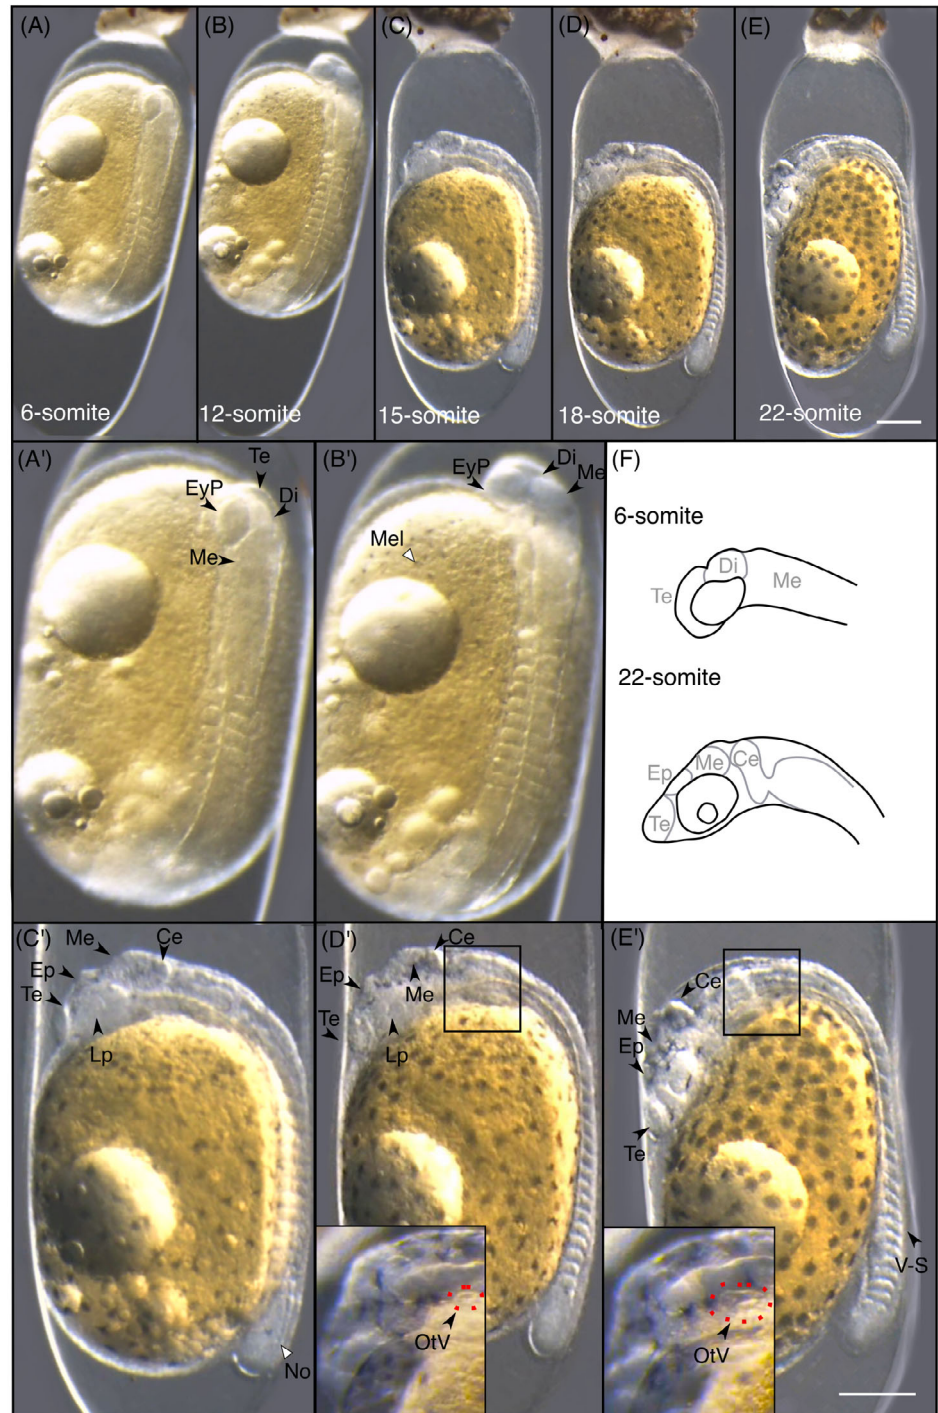 (A)
(B)
(C)
(D)
(E)
6-somite
12-somite
15-somite
18-somite
22-somite
(A')
Te
EyP
Di
Me
(B')
EyP
Di
Me
Mel
(F)
6-somite
Te
Di
Me
22-somite
Ep
Me
Ce
Te
(C')
Me
Ce
Ep
Te
Lp
No
(D')
Ce
Ep
Me
Te
Lp
OtV
(E')
Ce
Me
Ep
Te
V-S
OtV